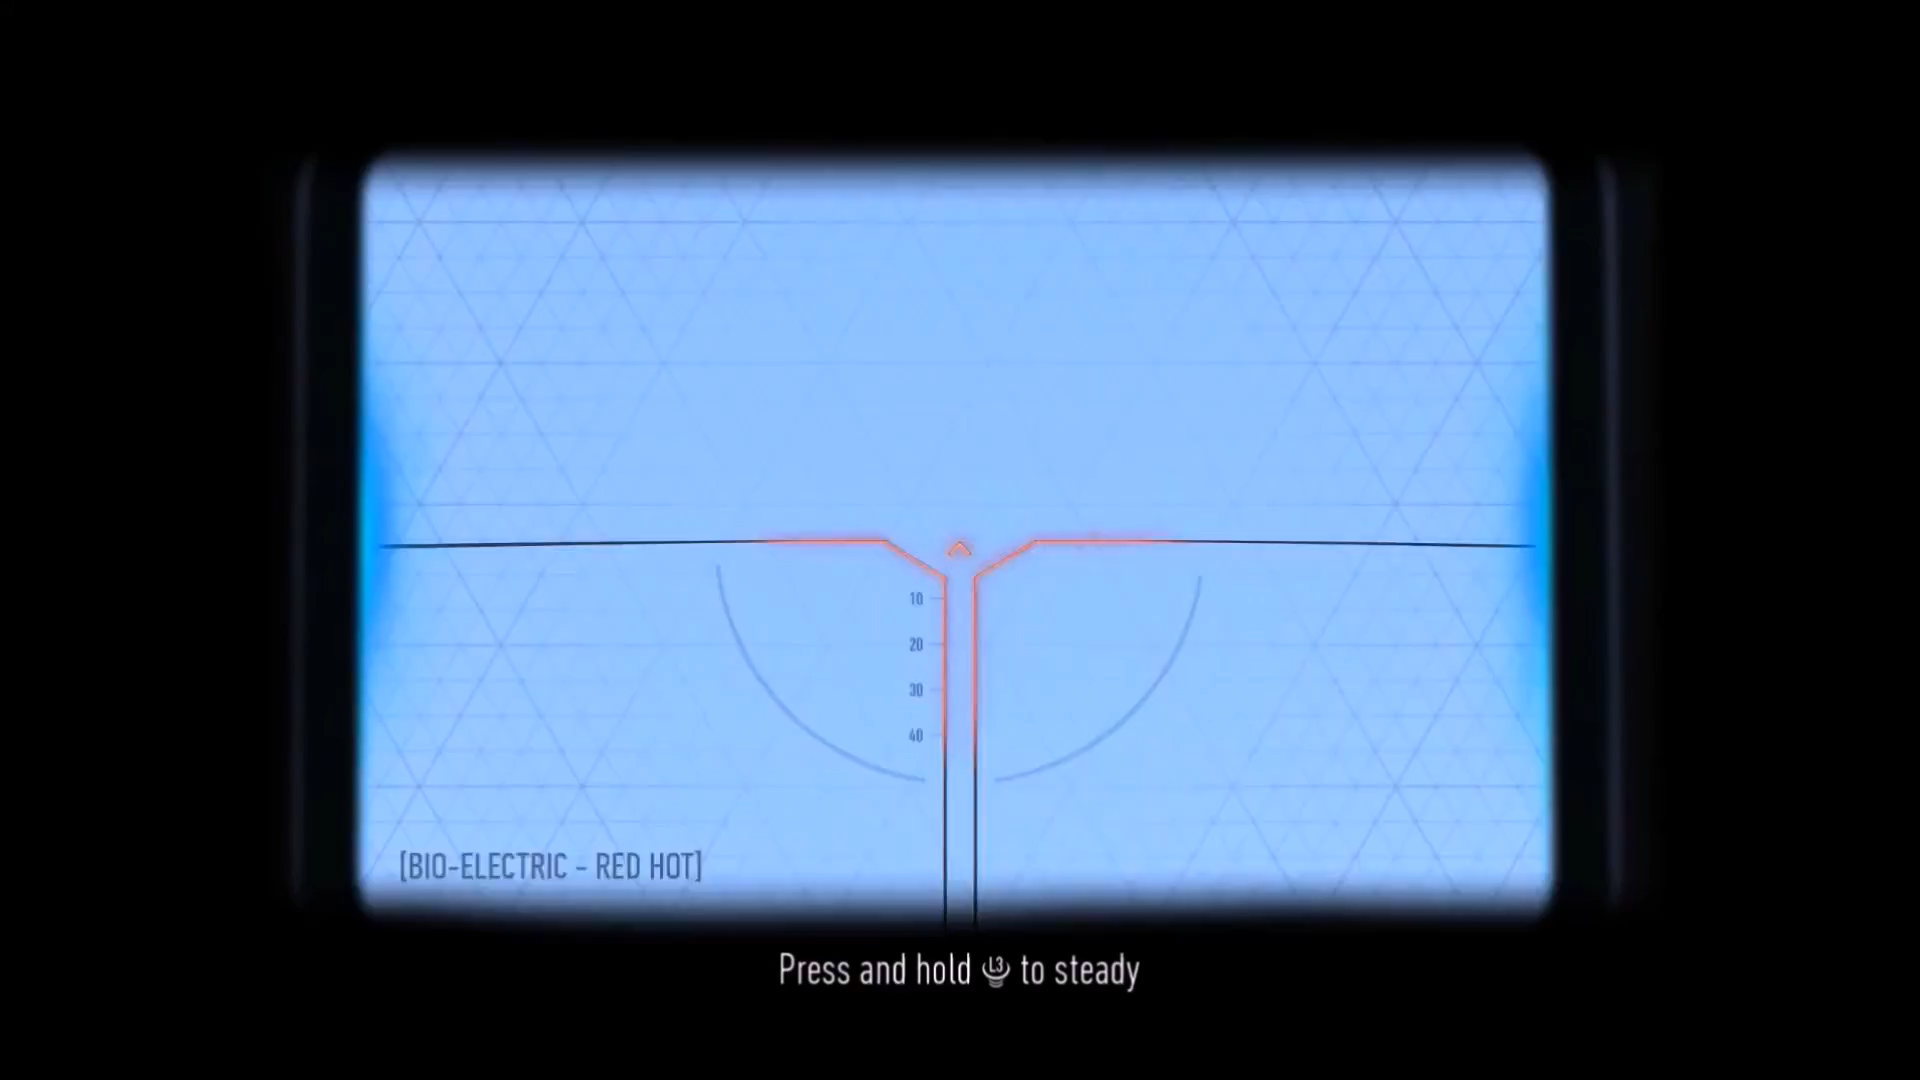 10
20
30
40
[BIO-ELECTRIC - RED HOT]
Press and hold L3 to steady